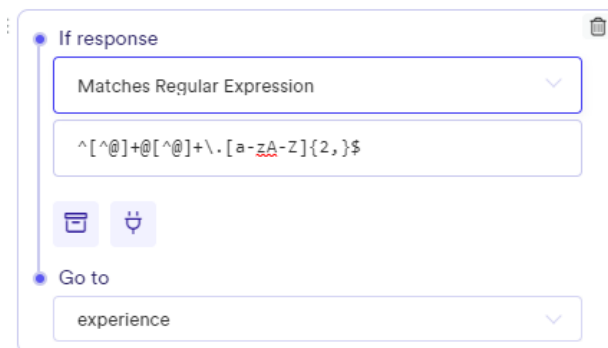 If response
Matches Regular Expression
^[^@]+@[^@]+\.[a-zA-Z]{2,}$
Go to
experience